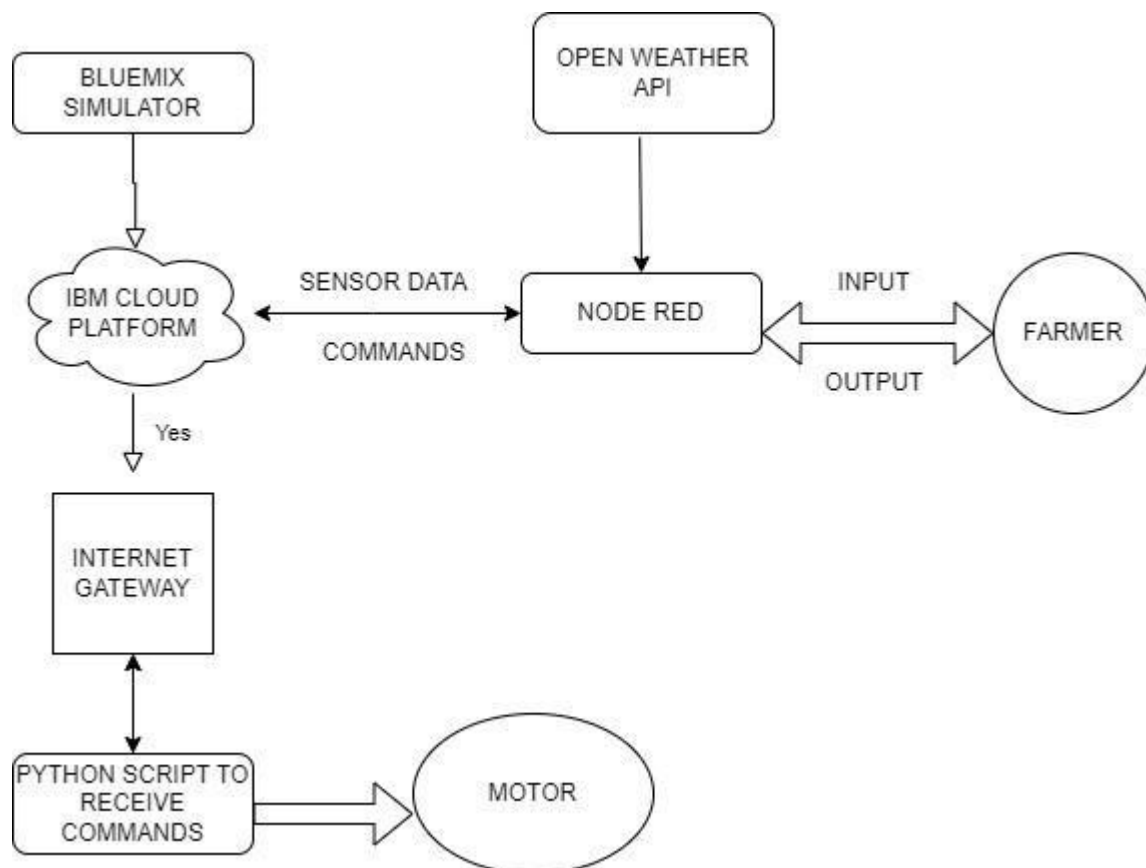 BLUEMIX
SIMULATOR
OPEN WEATHER
API
IBM CLOUD
PLATFORM
SENSOR DATA
COMMANDS
NODE RED
INPUT
OUTPUT
FARMER
Yes
INTERNET
GATEWAY
PYTHON SCRIPT TO
RECEIVE
COMMANDS
MOTOR